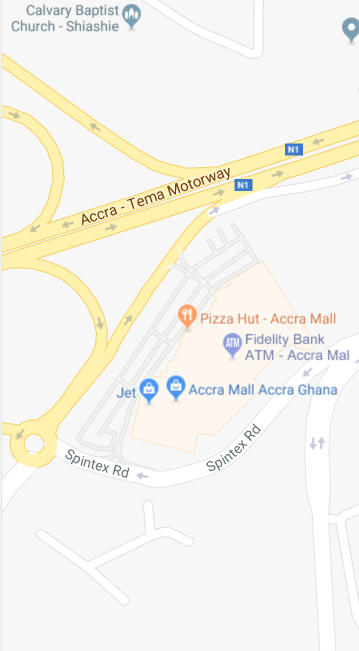 Calvary Baptist
Church - Shiashie
N1
N1
Accra - Tema Motorway
Pizza Hut - Accra Mall
ATM
Fidelity Bank
ATM - Accra Mal
Jet
Accra Mall Accra Ghana
Spintex Rd
Spintex Rd